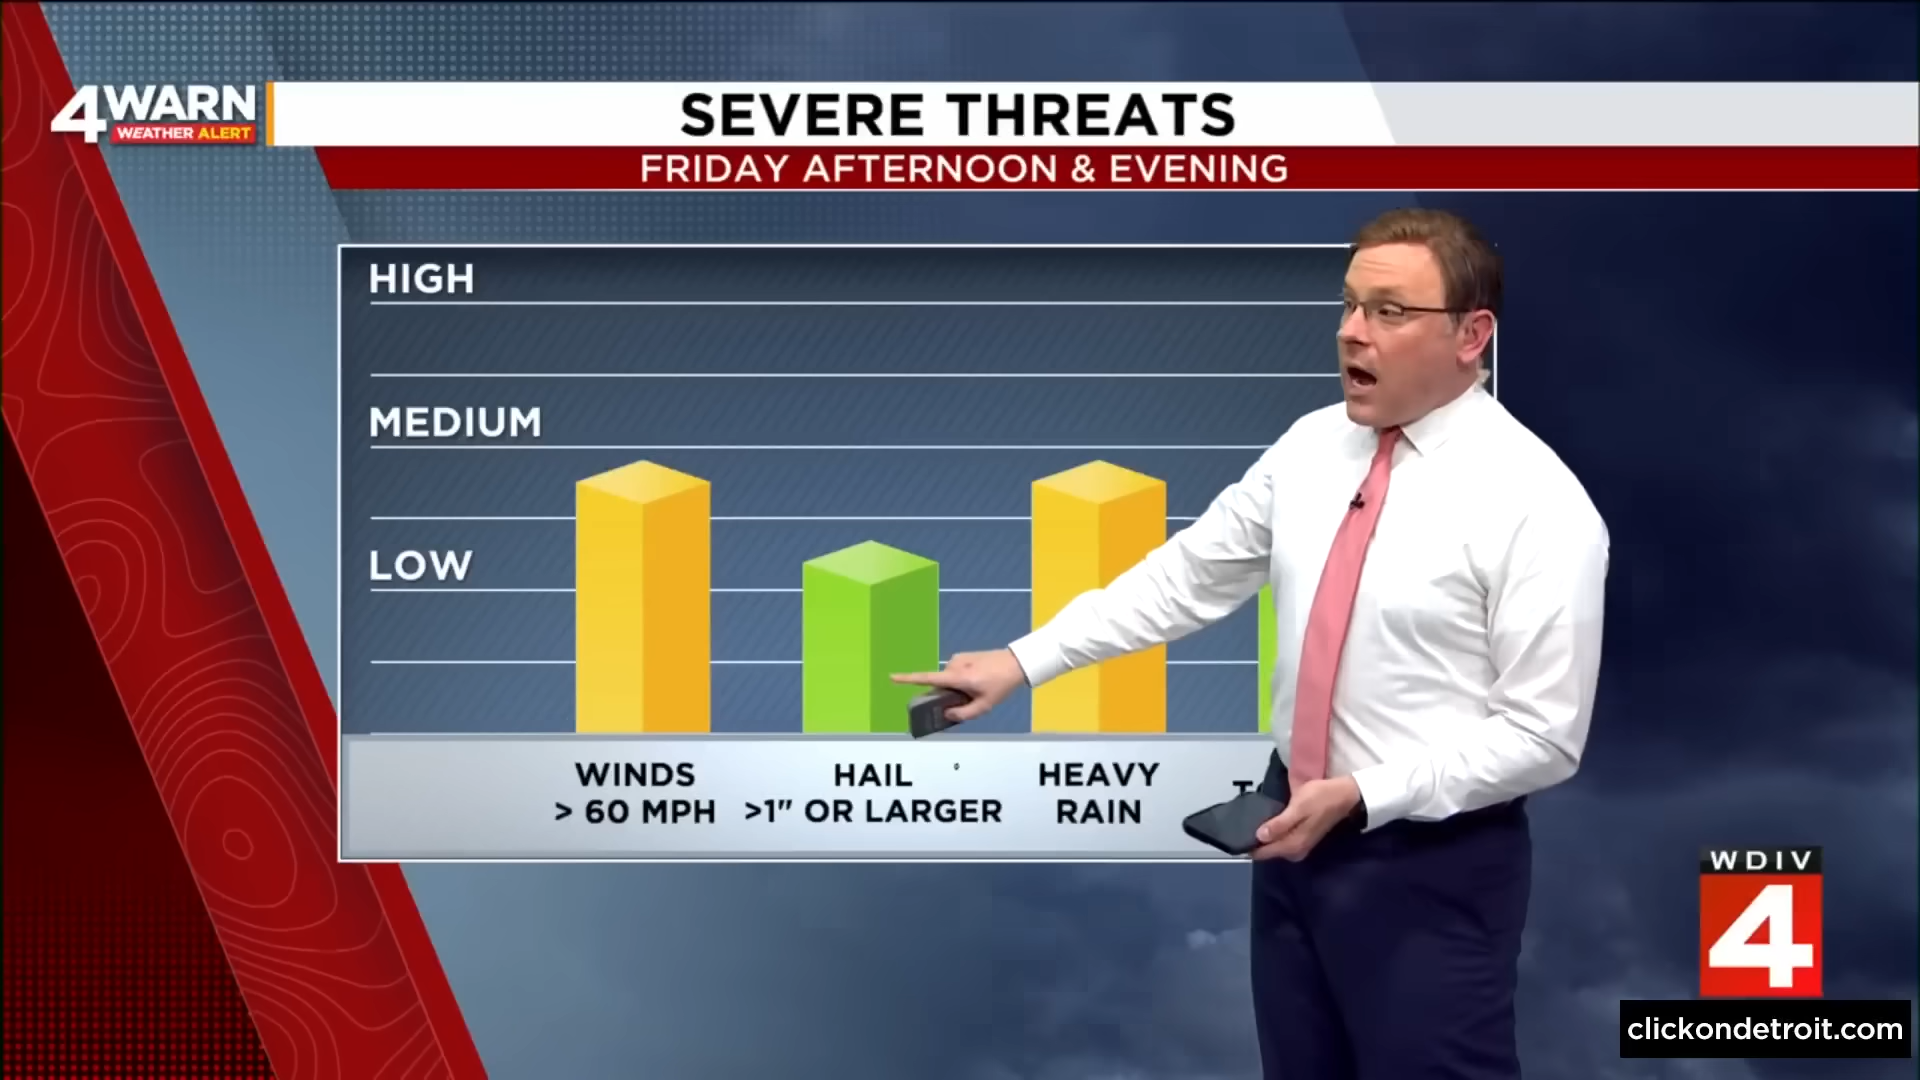 4WARN
WEATHER ALERT
SEVERE THREATS
FRIDAY AFTERNOON & EVENING
HIGH
MEDIUM
LOW
WINDS
> 60 MPH
HAIL
>1" OR LARGER
HEAVY
RAIN
WDIV
4
clickondetroit.com